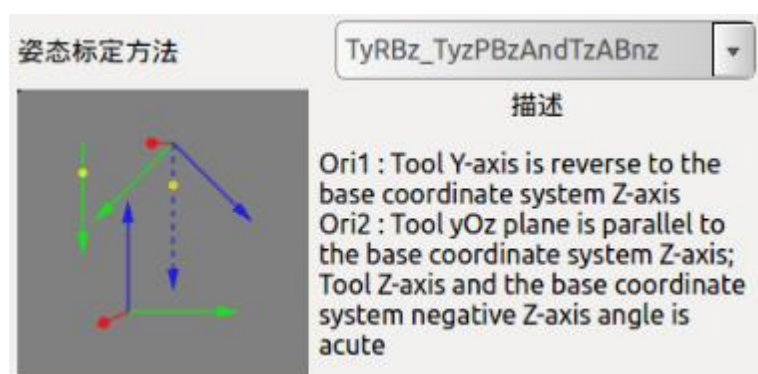 姿态标定方法
TyRBz_TyzPBzAndTzABnz
描述
Ori1 : Tool Y-axis is reverse to the
base coordinate system Z-axis
Ori2 : Tool yOz plane is parallel to
the base coordinate system Z-axis;
Tool Z-axis and the base coordinate
system negative Z-axis angle is
acute